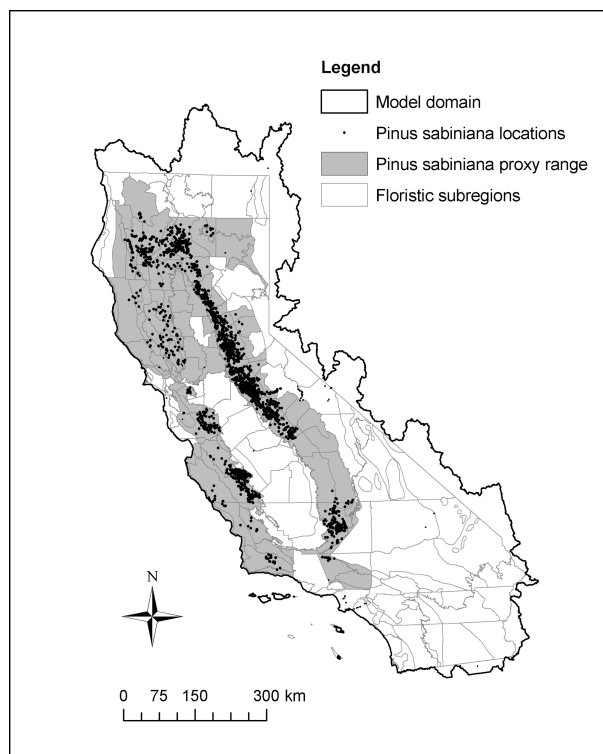 Legend
Model domain
Pinus sabiniana locations
Pinus sabiniana proxy range
Floristic subregions
N
0 75 150 300 km